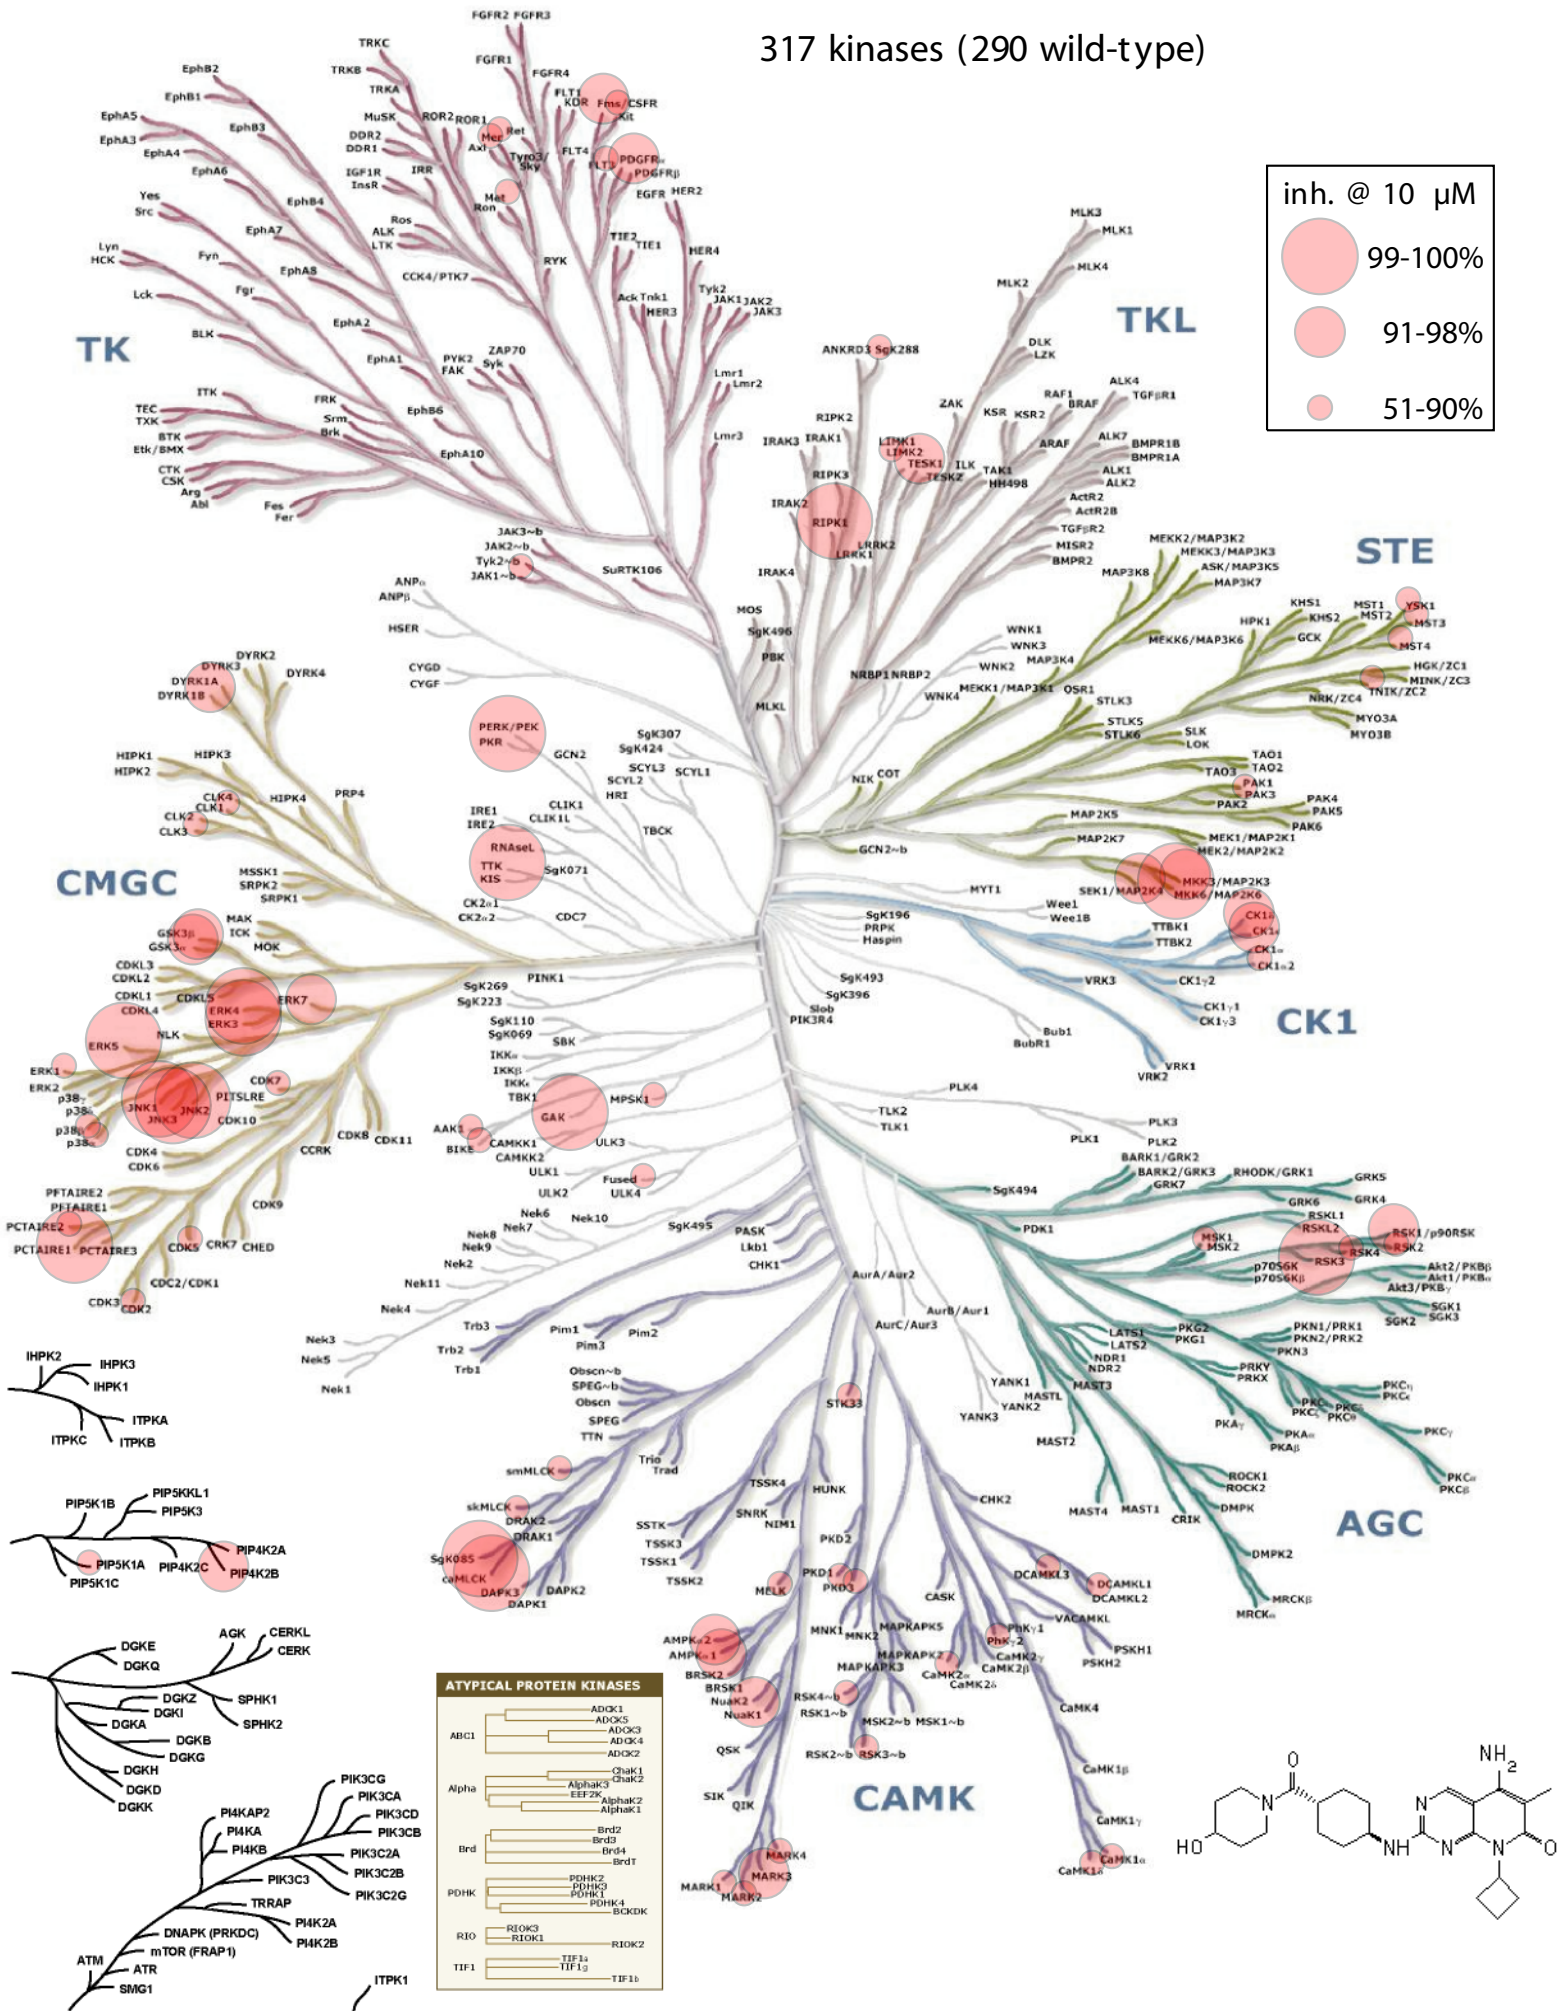 317 kinases (290 wild-type)
inh. @ 10 μM
99-100%
91-98%
51-90%
TK
FGFR2 FGFR3
TRKC
TRKB
FGFR1
TRKA
FGFR4
FLT1
KDR
Fms/CSFR
Kit
EphB2
EphB1
EphA5
EphA3
EphB3
EphA4
EphA6
MuSK
ROR2
ROR1
DDR2
DDR1
Mer
Ret
Axl
Tyro3/
Sky
FLT4
FLT3
PDGFRα
PDGFRβ
IGF1R
InsR
IRR
Met
Ron
EGFR
HER2
Yes
Src
EphB4
EphA7
Ros
ALK
LTK
TIE2
TIE1
HER4
Lyn
HCK
Fyn
EphA8
CCK4/PTK7
RYK
Lck
Fgr
Ack
Tnk1
HER3
Tyk2
JAK1
JAK2
JAK3
BLK
EphA2
EphA1
PYK2
FAK
ZAP70
Syk
Lmr1
Lmr2
ITK
FRK
TEC
TXK
Srm
Brk
EphB6
Lmr3
BTK
Etk/BMX
EphA10
CTK
CSK
Arg
Abl
Fes
Fer
JAK3~b
JAK2~b
Tyk2~b
JAK1~b
SuRTK106
TKL
MLK3
MLK1
MLK4
MLK2
ANKRD3
SgK288
DLK
LZK
ALK4
TGFβR1
RAF1
BRAF
ZAK
KSR
KSR2
RIPK2
IRAK3
IRAK1
LIMK1
LIMK2
TESK1
TESK2
ILK
TAK1
HH498
ARAF
ALK7
BMPR1B
BMPR1A
ALK1
ALK2
RIPK3
IRAK2
RIPK1
ActR2
ActR2B
TGFβR2
MISR2
BMPR2
LRRK2
LRRK1
IRAK4
MOS
SgK496
PBK
MLKL
NRBP1
NRBP2
ANPα
ANPβ
HSER
CYGD
CYGF
STE
MEKK2/MAP3K2
MEKK3/MAP3K3
ASK/MAP3K5
MAP3K8
MAP3K7
KHS1
KHS2
MST1
MST2
YSK1
MST3
MST4
HPK1
GCK
WNK1
WNK3
WNK2
WNK4
MEKK6/MAP3K6
MAP3K4
HGK/ZC1
MINK/ZC3
TNIK/ZC2
NRK/ZC4
MEKK1/MAP3K1
OSR1
STLK3
STLK5
STLK6
SLK
LOK
MYO3A
MYO3B
TAO1
TAO2
TAO3
NIK
COT
PAK1
PAK3
PAK2
PAK4
PAK5
PAK6
MAP2K5
MAP2K7
MEK1/MAP2K1
MEK2/MAP2K2
GCN2~b
SEK1/MAP2K4
MKK3/MAP2K3
MKK6/MAP2K6
DYRK2
DYRK3
DYRK1A
DYRK1B
DYRK4
PERK/PEK
PKR
GCN2
SgK307
SgK424
SCYL3
SCYL2
SCYL1
HRI
HIPK1
HIPK2
HIPK3
HIPK4
PRP4
CLK4
CLK1
CLK2
CLK3
IRE1
IRE2
CLIK1
CLIK1L
TBCK
RNAseL
TTK
KIS
SgK071
CMGC
MSSK1
SRPK2
SRPK1
CK2α1
CK2α2
CDC7
MAK
ICK
GSK3β
GSK3α
MOK
CDKL3
CDKL2
CDKL1
CDKL5
CDKL4
ERK7
ERK4
ERK3
ERK5
NLK
PINK1
SgK269
SgK223
SgK110
SgK069
SBK
IKKα
IKKβ
IKKε
TBK1
ERK1
ERK2
p38γ
p38δ
p38β
p38α
JNK1
JNK2
JNK3
CDK7
PITSLRE
CDK10
GAK
MPSK1
AAK1
BIKE
CAMKK1
CAMKK2
ULK3
CDK4
CDK6
CCRK
CDK8
CDK11
ULK1
ULK2
Fused
ULK4
PFTAIRE2
PFTAIRE1
CDK9
PCTAIRE2
PCTAIRE1
PCTAIRE3
CDK5
CRK7
CHED
CDC2/CDK1
CDK3
CDK2
MYT1
Wee1
Wee1B
SgK196
PRPK
Haspin
TTBK1
TTBK2
CK1δ
CK1ε
CK1α
CK1α2
VRK3
CK1γ2
CK1γ1
CK1γ3
SgK493
SgK396
Slob
PIK3R4
Bub1
BubR1
VRK1
VRK2
CK1
PLK4
TLK2
TLK1
PLK3
PLK1
PLK2
Nek6
Nek7
Nek10
Nek8
Nek9
Nek2
Nek11
Nek4
Nek3
Nek5
Nek1
SgK495
PASK
Lkb1
CHK1
AurA/Aur2
AurB/Aur1
AurC/Aur3
YANK1
YANK2
YANK3
BARK1/GRK2
BARK2/GRK3
RHODK/GRK1
GRK5
GRK7
GRK6
GRK4
SgK494
PDK1
RSKL1
RSKL2
MSK1
MSK2
RSK1/p90RSK
RSK4
RSK2
RSK3
p70S6K
p70S6Kβ
Akt2/PKBβ
Akt1/PKBα
Akt3/PKBγ
SGK1
SGK2
SGK3
LATS1
LATS2
NDR1
NDR2
PKG2
PKG1
PKN1/PRK1
PKN2/PRK2
PKN3
PRKY
PRKX
MAST3
MASTL
PKCη
PKCε
PKCδ
PKCθ
PKAγ
PKAα
PKAβ
PKCγ
PKCα
PKCβ
MAST2
MAST4
MAST1
ROCK1
ROCK2
DMPK
CRIK
DMPK2
MRCKβ
MRCKα
AGC
Trb3
Trb2
Trb1
Pim1
Pim2
Pim3
Obscn~b
SPEG~b
Obscn
SPEG
TTN
Trio
Trad
smMLCK
skMLCK
DRAK2
DRAK1
SgK085
caMLCK
DAPK3
DAPK2
DAPK1
STK33
TSSK4
HUNK
SNRK
NIM1
SSTK
TSSK3
TSSK1
TSSK2
CHK2
PKD2
PKD1
PKD3
MELK
CASK
DCAMKL3
DCAMKL1
DCAMKL2
VACAMKL
MNK1
MNK2
MAPKAPK5
MAPKAPK2
MAPKAPK3
PhKγ1
PhKγ2
PSKH1
PSKH2
AMPKα2
AMPKα1
BRSK2
BRSK1
NuaK2
NuaK1
CaMK2γ
CaMK2β
CaMK2α
CaMK2δ
RSK4~b
RSK1~b
MSK2~b
MSK1~b
RSK2~b
RSK3~b
CaMK4
QSK
SIK
QIK
CaMK1β
CaMK1γ
CaMK1α
CaMK1δ
MARK4
MARK3
MARK1
MARK2
CAMK
IHPK2
IHPK3
IHPK1
ITPKA
ITPKC
ITPKB
PIP5KKL1
PIP5K1B
PIP5K3
PIP4K2A
PIP5K1A
PIP4K2C
PIP4K2B
PIP5K1C
DGKE
DGKQ
AGK
CERKL
CERK
DGKZ
DGKI
DGKA
SPHK1
SPHK2
DGKB
DGKG
DGKH
DGKD
DGKK
PIK3CG
PIK3CA
PI4KAP2
PI4KA
PI4KB
PIK3CD
PIK3CB
PIK3C2A
PIK3C2B
PIK3C3
PIK3C2G
TRRAP
PI4K2A
DNAPK (PRKDC)
PI4K2B
mTOR (FRAP1)
ATM
ATR
SMG1
ITPK1
ATYPICAL PROTEIN KINASES
ABC1
ADCK1
ADCK5
ADCK3
ADCK4
ADCK2
Alpha
ChaK1
ChaK2
AlphaK3
EEF2K
AlphaK2
AlphaK1
Brd
Brd2
Brd3
Brd4
BrdT
PDHK
PDHK2
PDHK3
PDHK1
PDHK4
BCKDK
RIO
RIOK3
RIOK1
RIOK2
TIF1
TIF1a
TIF1g
TIF1b
NH2
O
N
N
HO
NH
N
N
O